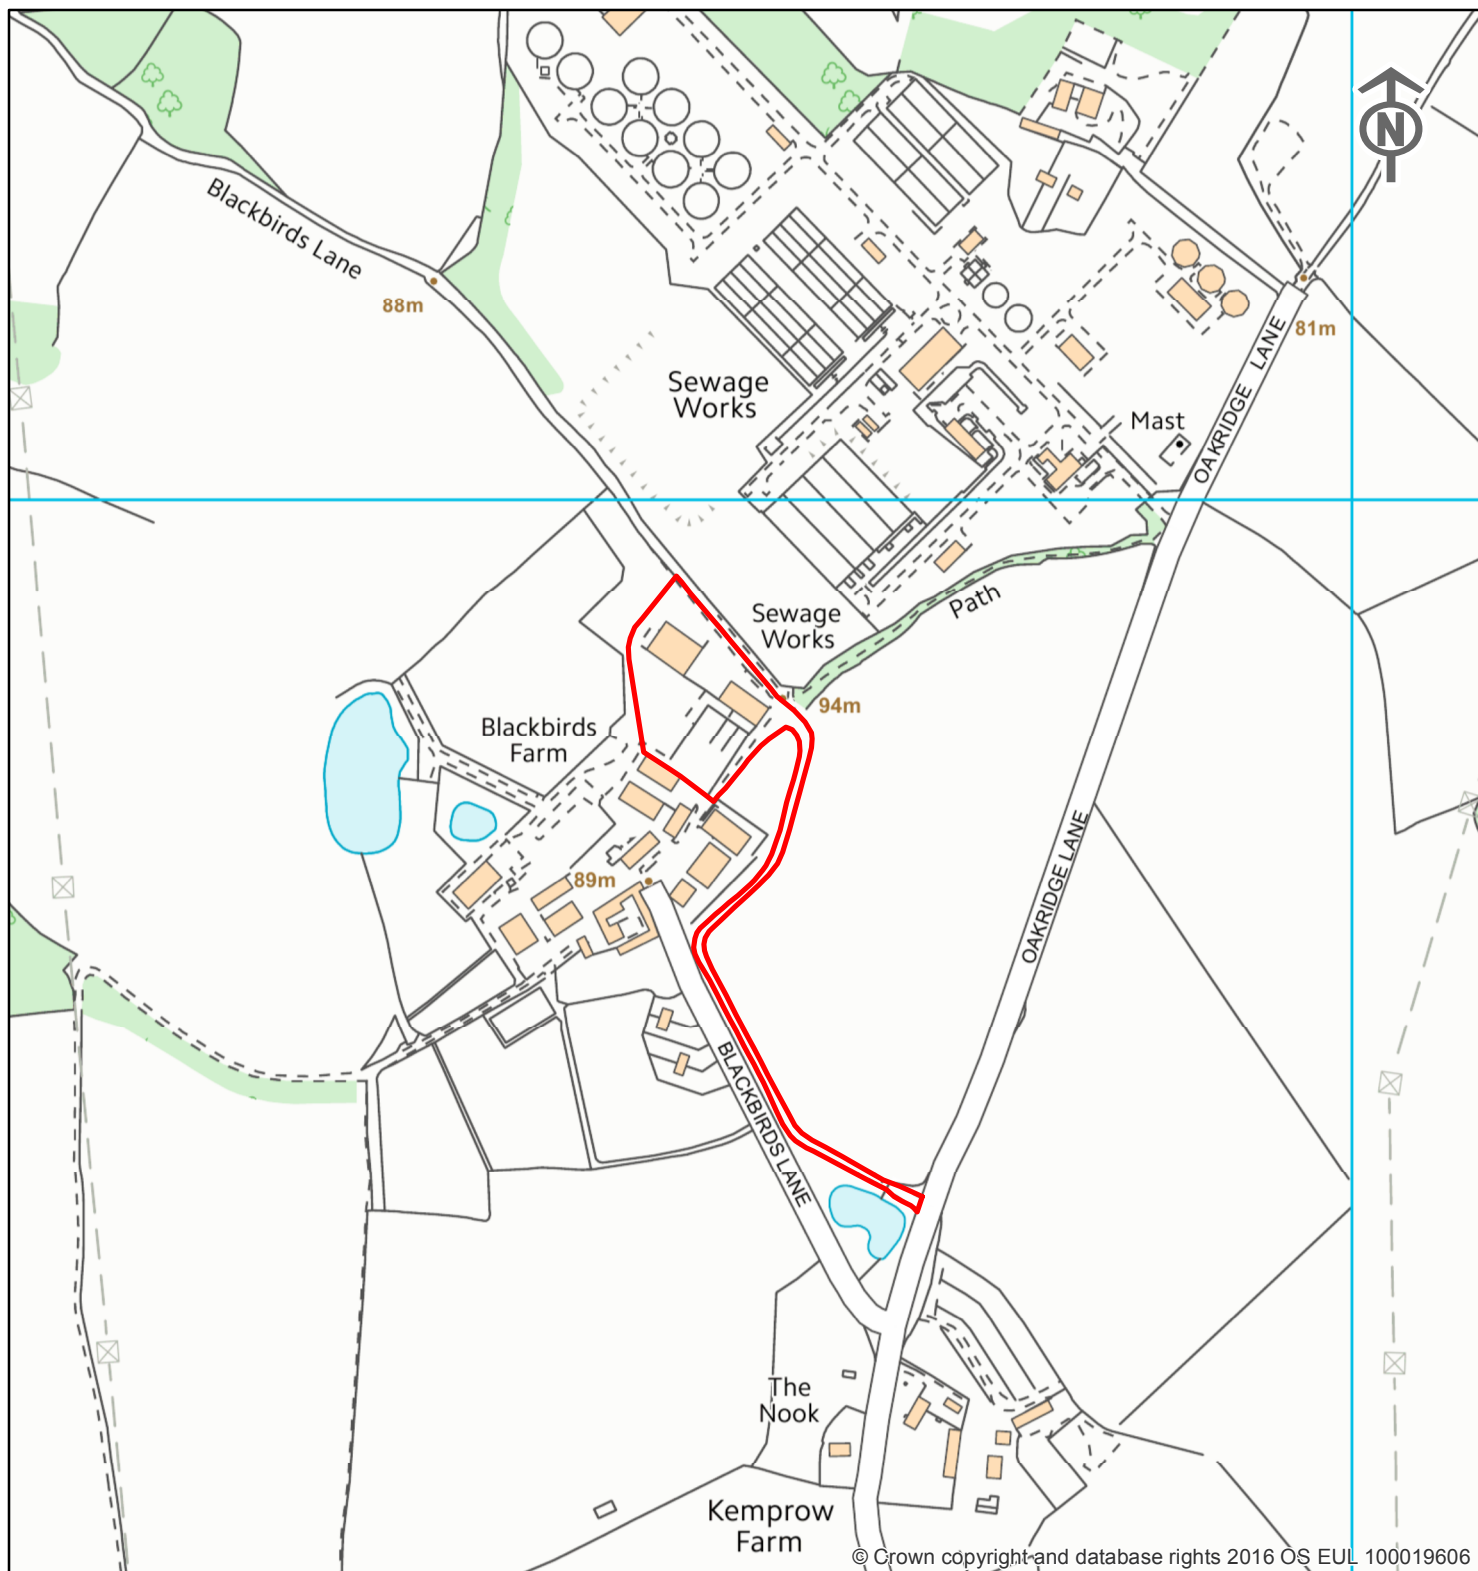 N
Blackbirds Lane
88m
81m
OAKRIDGE LANE
Sewage
Works
Mast
Path
Sewage
Works
94m
Blackbirds
Farm
89m
OAKRIDGE LANE
BLACKBIRDS LANE
The
Nook
Kemprow
Farm
© Crown copyright and database rights 2016 OS EUL 100019606